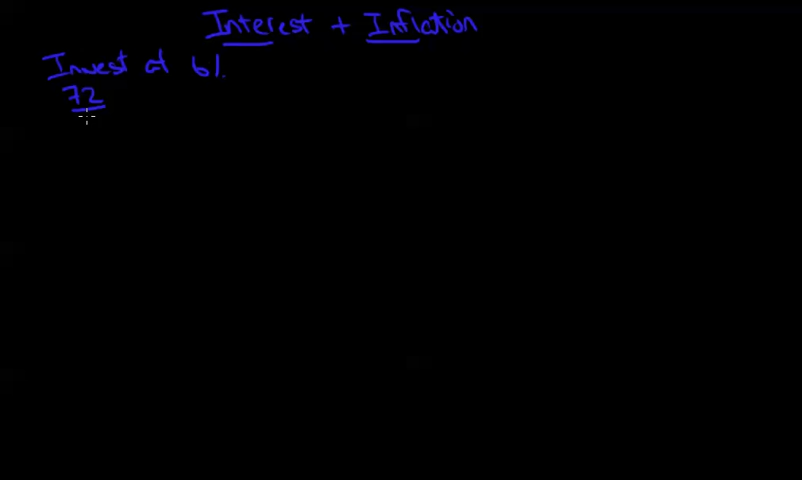 Interest + Inflation
Invest at 6%
72